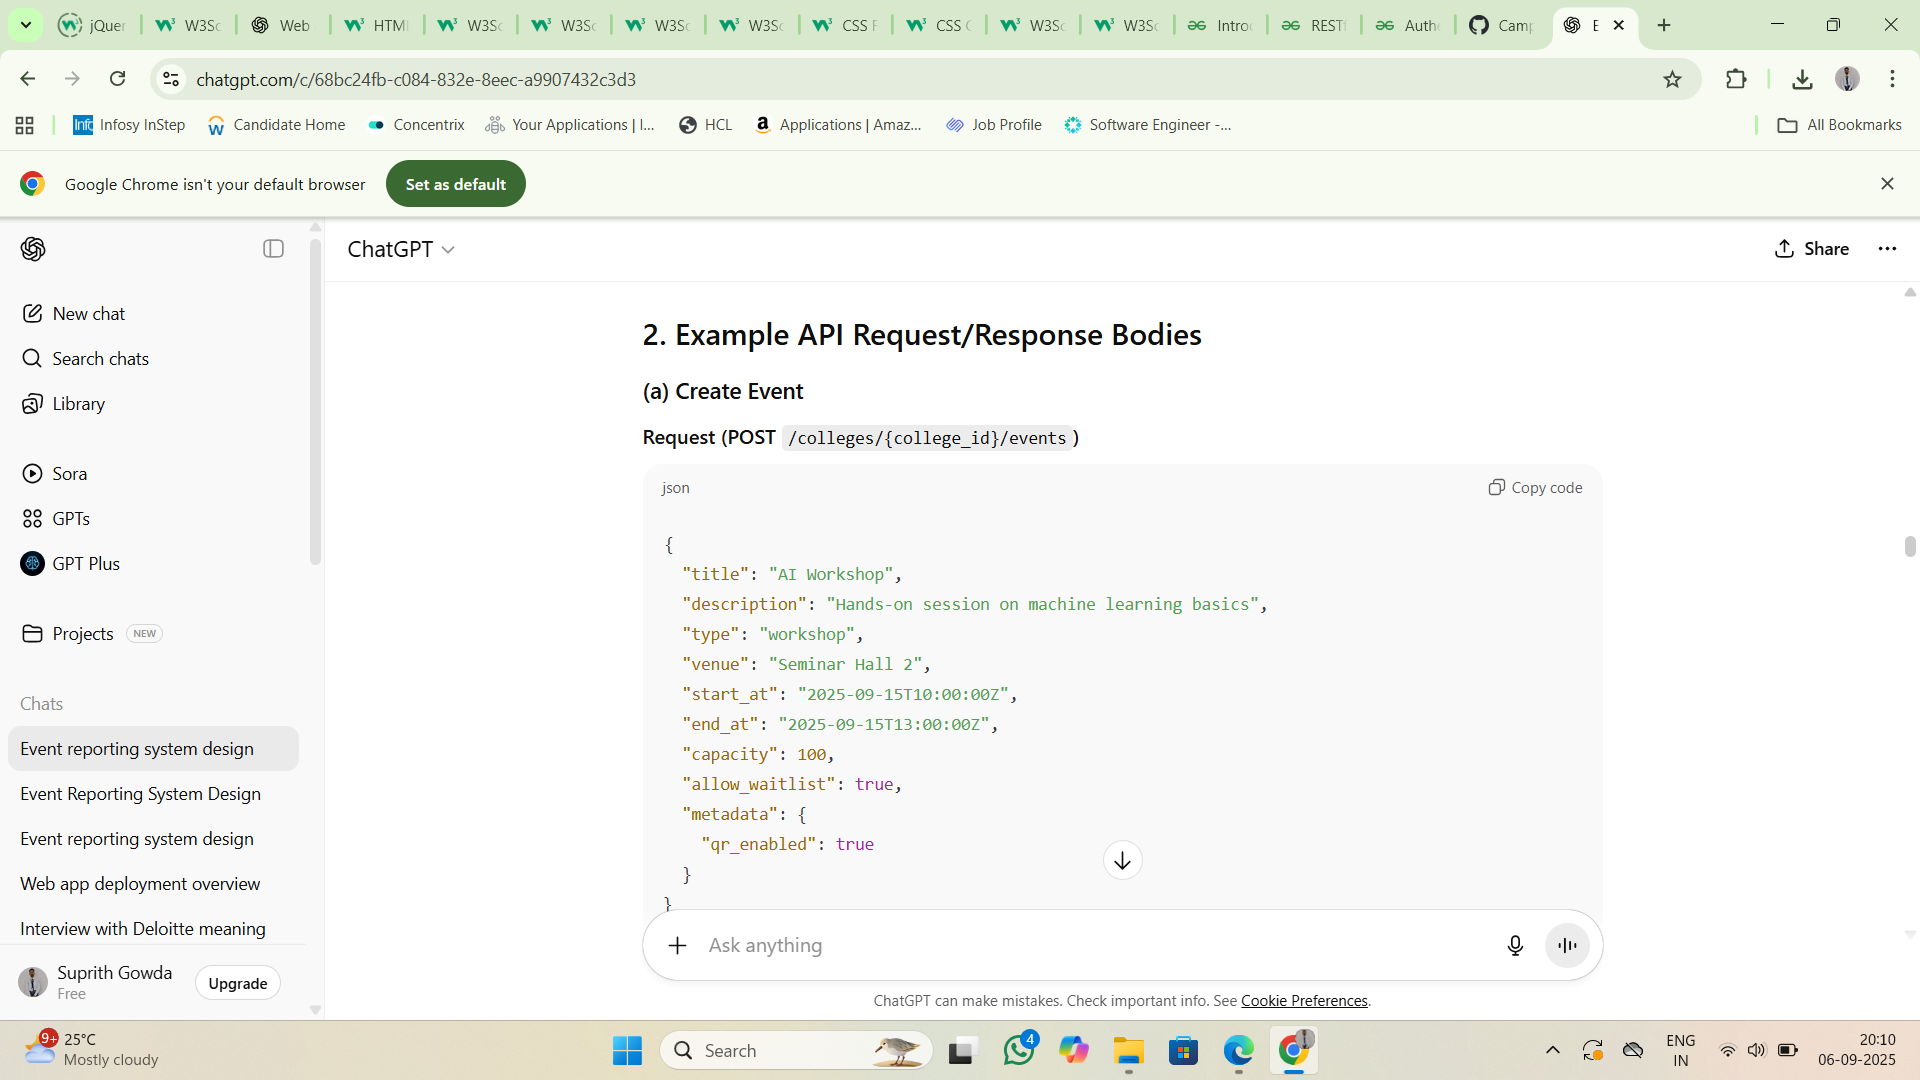 jQuer
W3Sc
Web
HTMl
W3Sc
W3Sc
W3Sc
W3Sc
CSS F
CSS C
W3Sc
W3Sc
Introd
RESTf
Authe
Camp
E
chatgpt.com/c/68bc24fb-c084-832e-8eec-a9907432c3d3
Infosy InStep
Candidate Home
Concentrix
Your Applications | I...
HCL
Applications | Amaz...
Job Profile
Software Engineer -...
All Bookmarks
Google Chrome isn't your default browser
Set as default
ChatGPT
Share
New chat
Search chats
Library
Sora
GPTs
GPT Plus
Projects NEW
Chats
Event reporting system design
Event Reporting System Design
Event reporting system design
Web app deployment overview
Interview with Deloitte meaning
Suprith Gowda
Free
Upgrade
2. Example API Request/Response Bodies
(a) Create Event
Request (POST /colleges/{college_id}/events)
json
Copy code
{
"title": "AI Workshop",
"description": "Hands-on session on machine learning basics",
"type": "workshop",
"venue": "Seminar Hall 2",
"start_at": "2025-09-15T10:00:00Z",
"end_at": "2025-09-15T13:00:00Z",
"capacity": 100,
"allow_waitlist": true,
"metadata": {
"qr_enabled": true
}
}
Ask anything
ChatGPT can make mistakes. Check important info. See Cookie Preferences.
9+
25°C
Mostly cloudy
Search
4
ENG
IN
20:10
06-09-2025